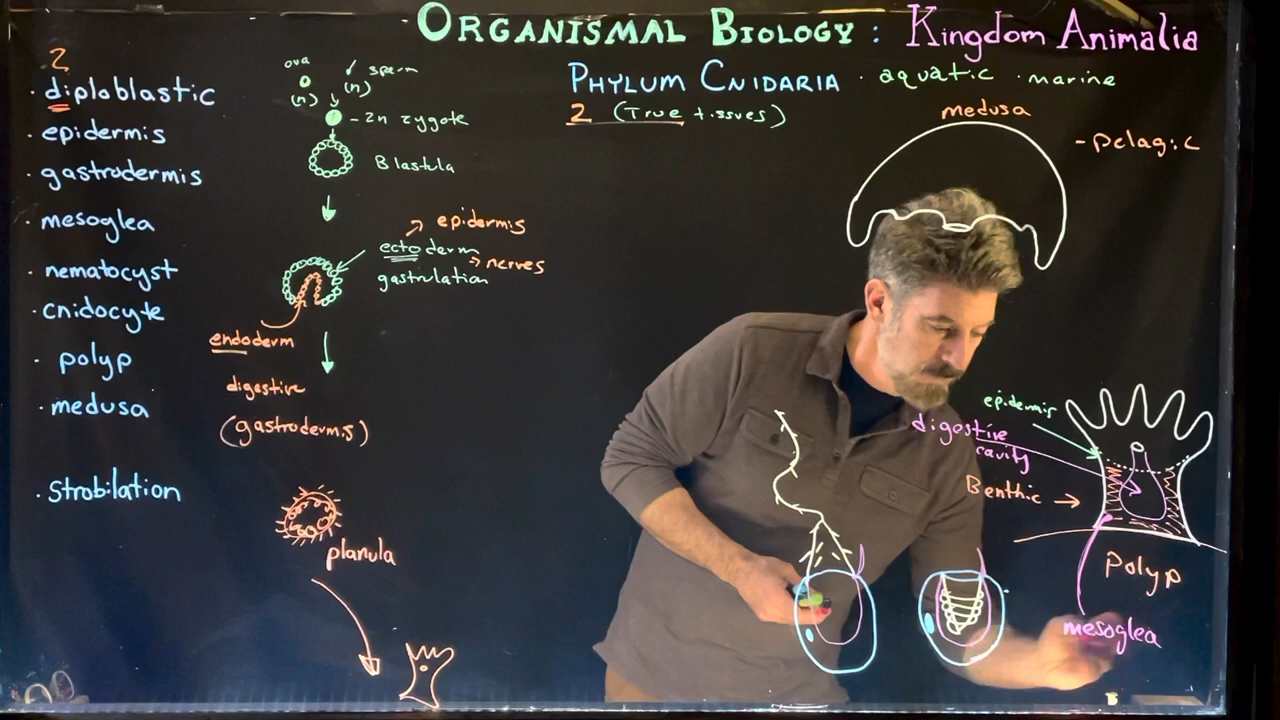 ORGANISMAL BIOLOGY : Kingdom Animalia
PHYLUM CNIDARIA · aquatic · marine
2 (True tissues)
2
· diploblastic
· epidermis
· gastrodermis
· mesoglea
· nematocyst
· cnidocyte
· polyp
· medusa
· strobilation
ova
sperm
(n)
(n)
- 2n zygote
Blastula
epidermis
ectoderm
nerves
gastrulation
endoderm
digestive
(gastrodermis)
planula
medusa
- pelagic
epidermis
digestive
cavity
Benthic
Polyp
mesoglea